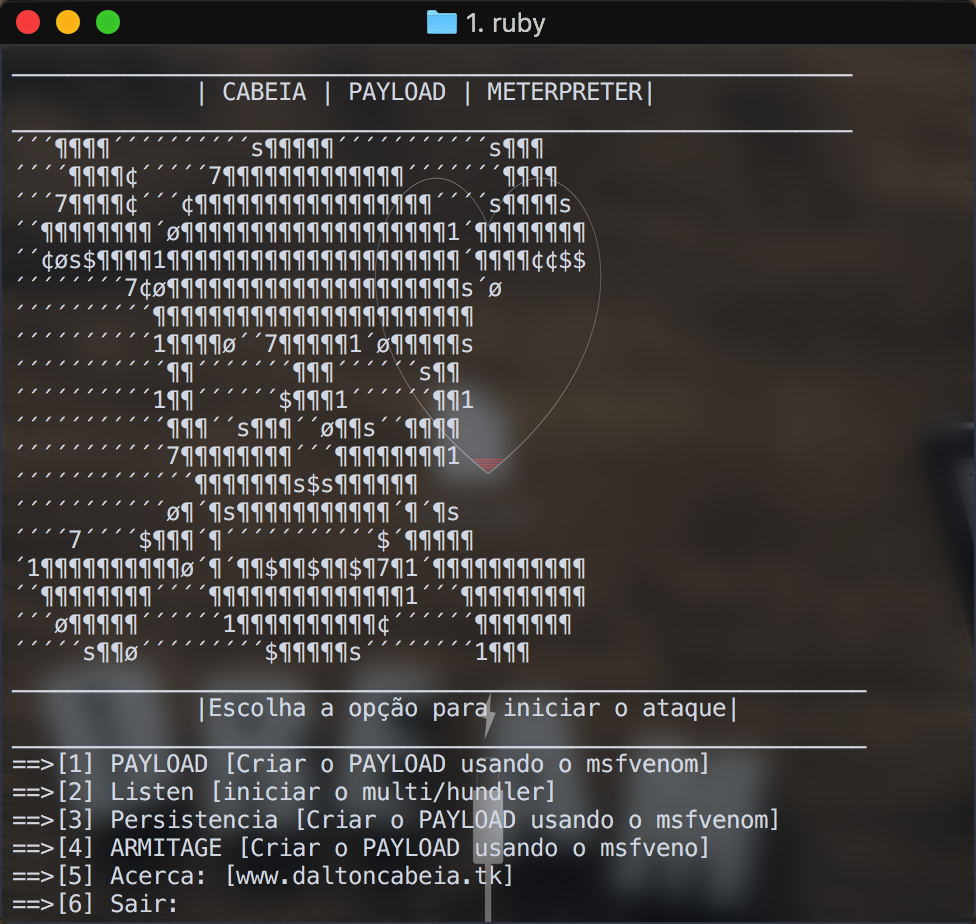 1. ruby
| CABEIA | PAYLOAD | METERPRETER|
´´´¶¶¶¶´´´´´´´´´´s¶¶¶¶¶´´´´´´´´´´´s¶¶¶
´´´´¶¶¶¶¢´´´´´7¶¶¶¶¶¶¶¶¶¶¶¶¶´´´´´´´¶¶¶¶
´´´7¶¶¶¶¢´´´¢¶¶¶¶¶¶¶¶¶¶¶¶¶¶¶¶¶´´´´s¶¶¶¶s
´´¶¶¶¶¶¶¶¶´ø¶¶¶¶¶¶¶¶¶¶¶¶¶¶¶¶¶¶¶1´¶¶¶¶¶¶¶¶
´´¢øs$¶¶¶¶1¶¶¶¶¶¶¶¶¶¶¶¶¶¶¶¶¶¶¶¶¶´¶¶¶¶¢¢$$
´´´´´´´´7¢ø¶¶¶¶¶¶¶¶¶¶¶¶¶¶¶¶¶¶¶¶¶s´ø
´´´´´´´´´´¶¶¶¶¶¶¶¶¶¶¶¶¶¶¶¶¶¶¶¶¶¶¶
´´´´´´´´´´1¶¶¶¶ø´´7¶¶¶¶¶1´ø¶¶¶¶¶s
´´´´´´´´´´´¶¶´´´´´´´¶¶¶´´´´´´s¶¶
´´´´´´´´´´1¶¶´´´´´´$¶¶¶1´´´´´´¶¶1
´´´´´´´´´´´¶¶¶´´s¶¶¶´´ø¶¶s´´¶¶¶¶
´´´´´´´´´´´7¶¶¶¶¶¶¶¶´´´¶¶¶¶¶¶¶¶1
´´´´´´´´´´´´´¶¶¶¶¶¶¶s$s¶¶¶¶¶¶
´´´´´´´´´´´ø¶´¶s¶¶¶¶¶¶¶¶¶¶¶´¶´¶s
´´´´7´´´´$¶¶¶´¶´´´´´´´´´´´$´¶¶¶¶¶
´1¶¶¶¶¶¶¶¶¶¶ø´¶´¶¶$¶¶$¶¶$¶7¶1´¶¶¶¶¶¶¶¶¶¶¶
´´¶¶¶¶¶¶¶¶´´´´¶¶¶¶¶¶¶¶¶¶¶¶¶¶1´´´¶¶¶¶¶¶¶¶¶
´´´ø¶¶¶¶¶´´´´´´1¶¶¶¶¶¶¶¶¶¶¢´´´´´´¶¶¶¶¶¶¶
´´´´´s¶¶ø´´´´´´´´´$¶¶¶¶¶s´´´´´´´´1¶¶¶
|Escolha a opção para iniciar o ataque|
==>[1] PAYLOAD [Criar o PAYLOAD usando o msfvenom]
==>[2] Listen [iniciar o multi/hundler]
==>[3] Persistencia [Criar o PAYLOAD usando o msfvenom]
==>[4] ARMITAGE [Criar o PAYLOAD usando o msfveno]
==>[5] Acerca: [www.daltoncabeia.tk]
==>[6] Sair: